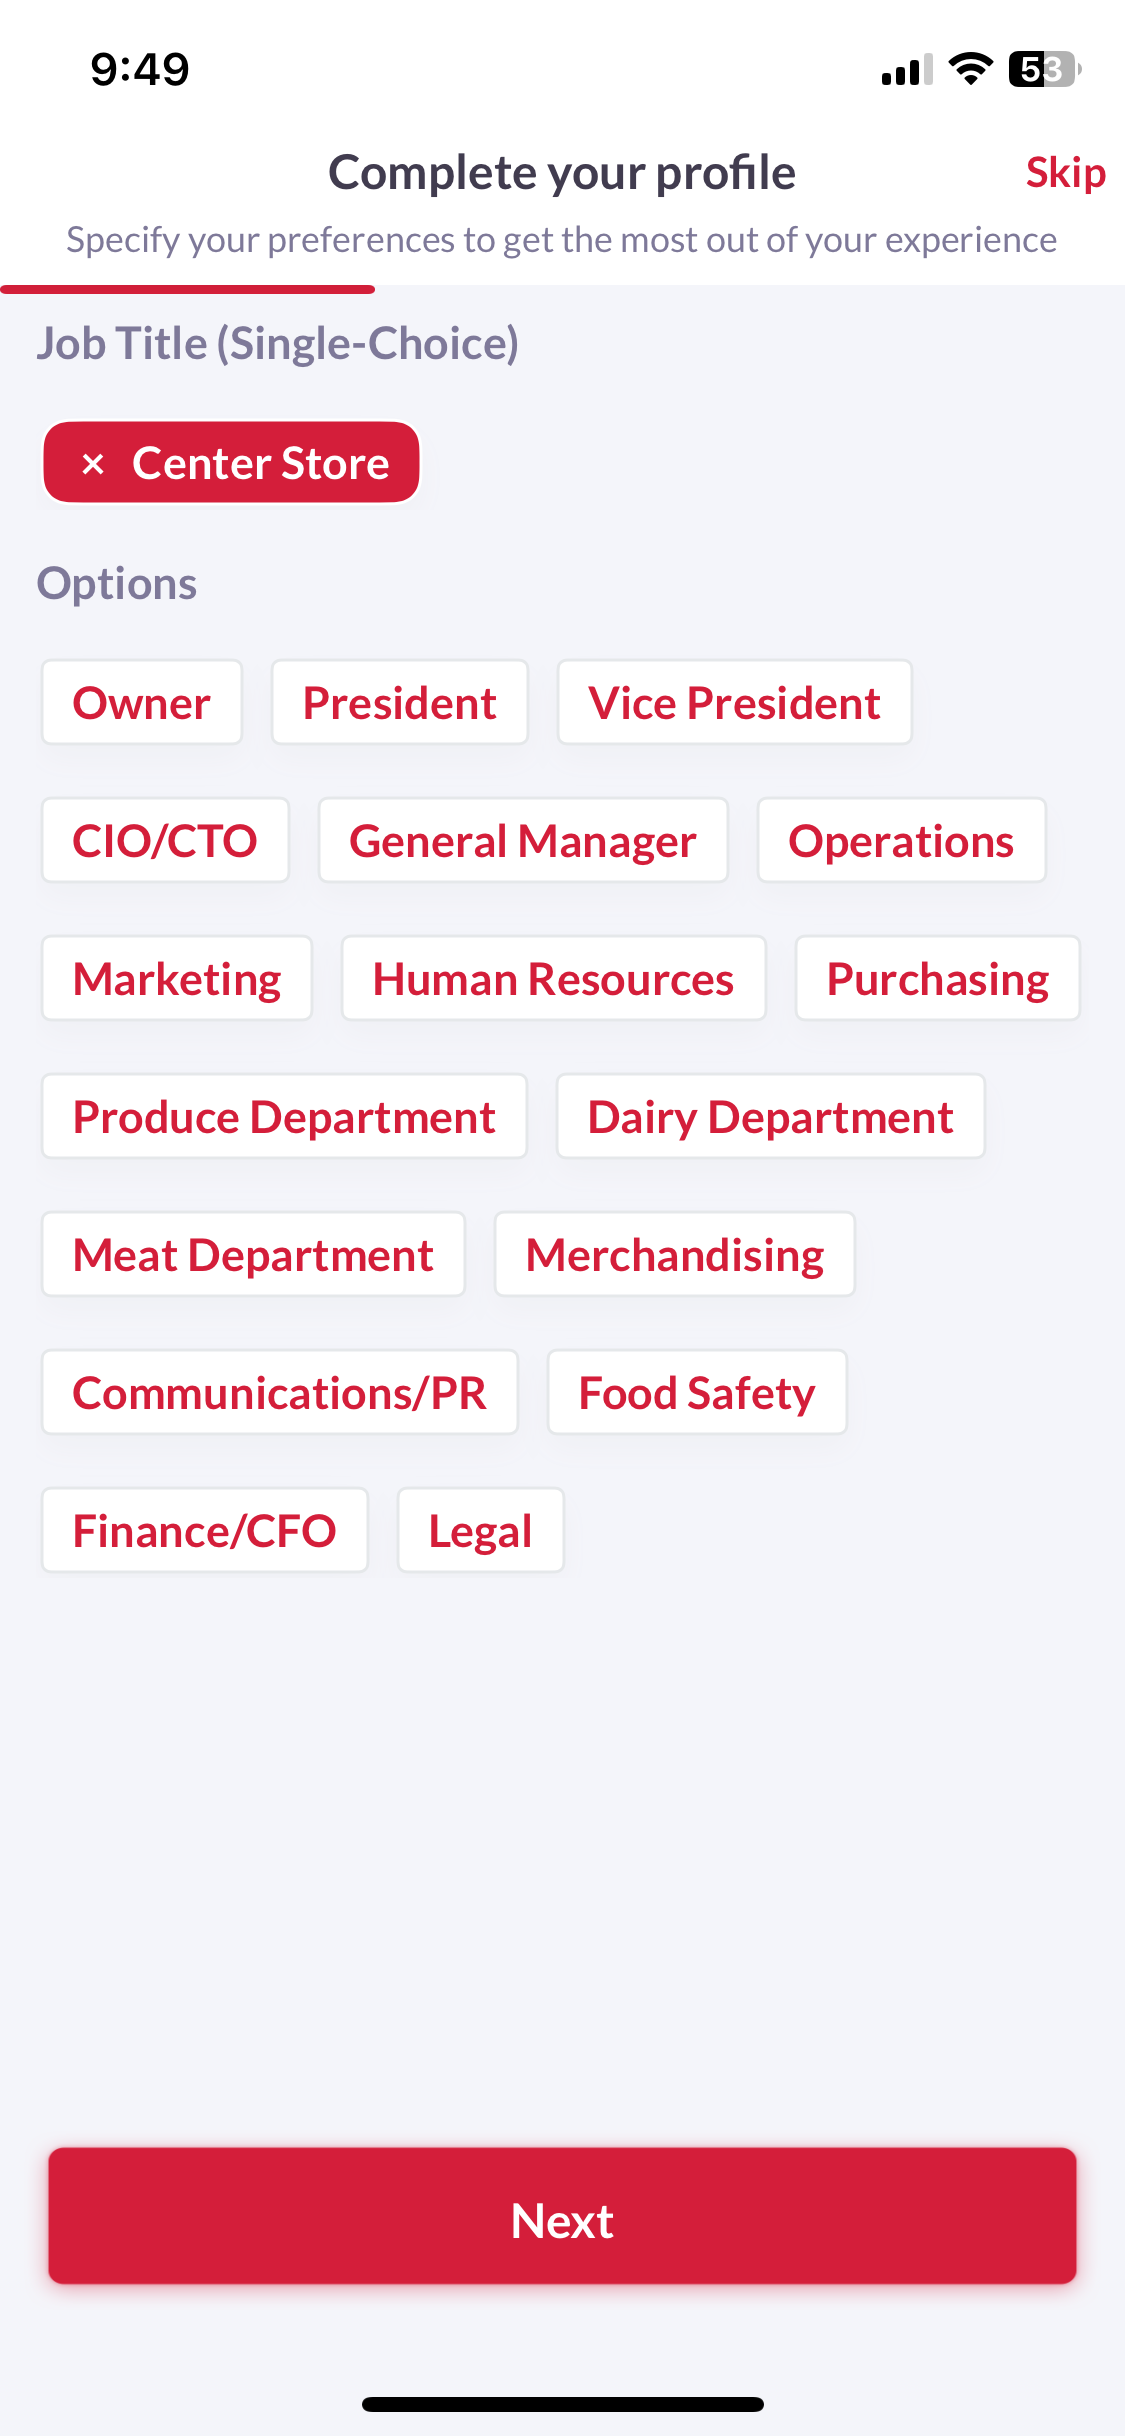 9:49
53
Complete your profile
Skip
Specify your preferences to get the most out of your experience
Job Title (Single-Choice)
× Center Store
Options
Owner President Vice President
CIO/CTO General Manager Operations
Marketing Human Resources Purchasing
Produce Department Dairy Department
Meat Department Merchandising
Communications/PR Food Safety
Finance/CFO Legal
Next